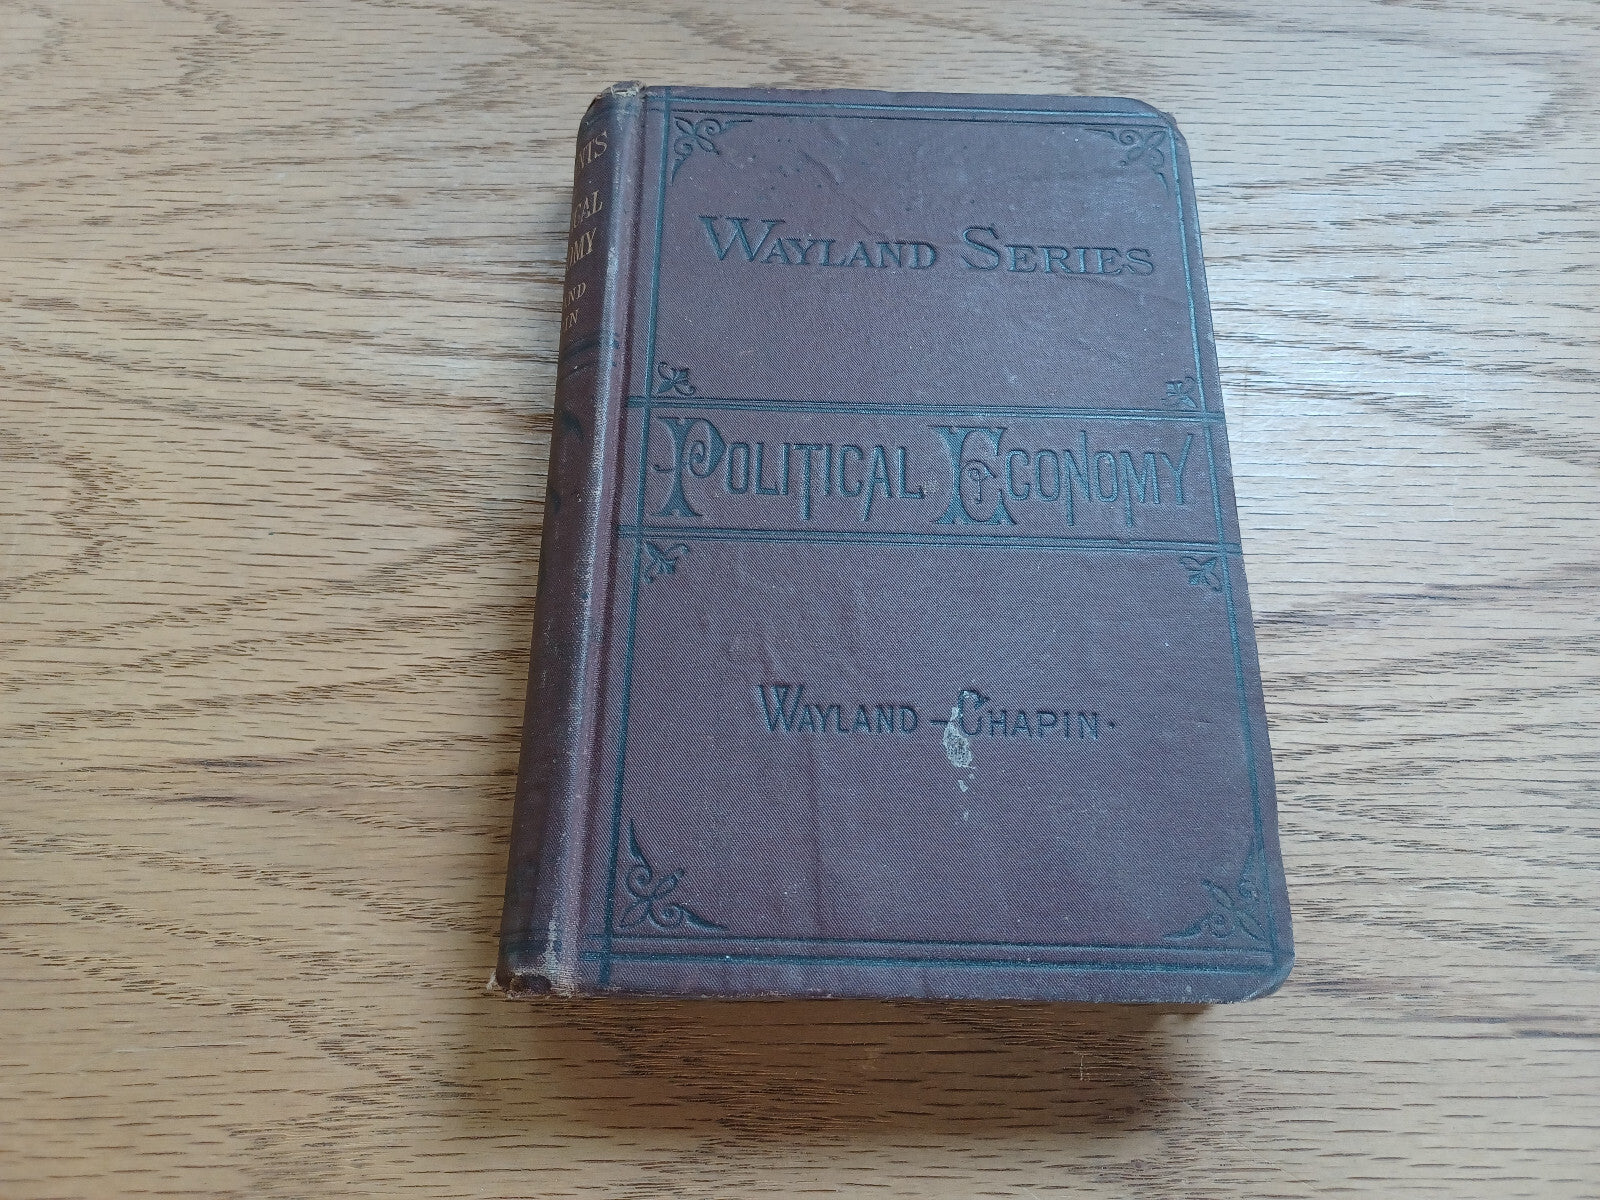 WAYLAND SERIES
POLITICAL ECONOMY
WAYLAND-CHAPIN.